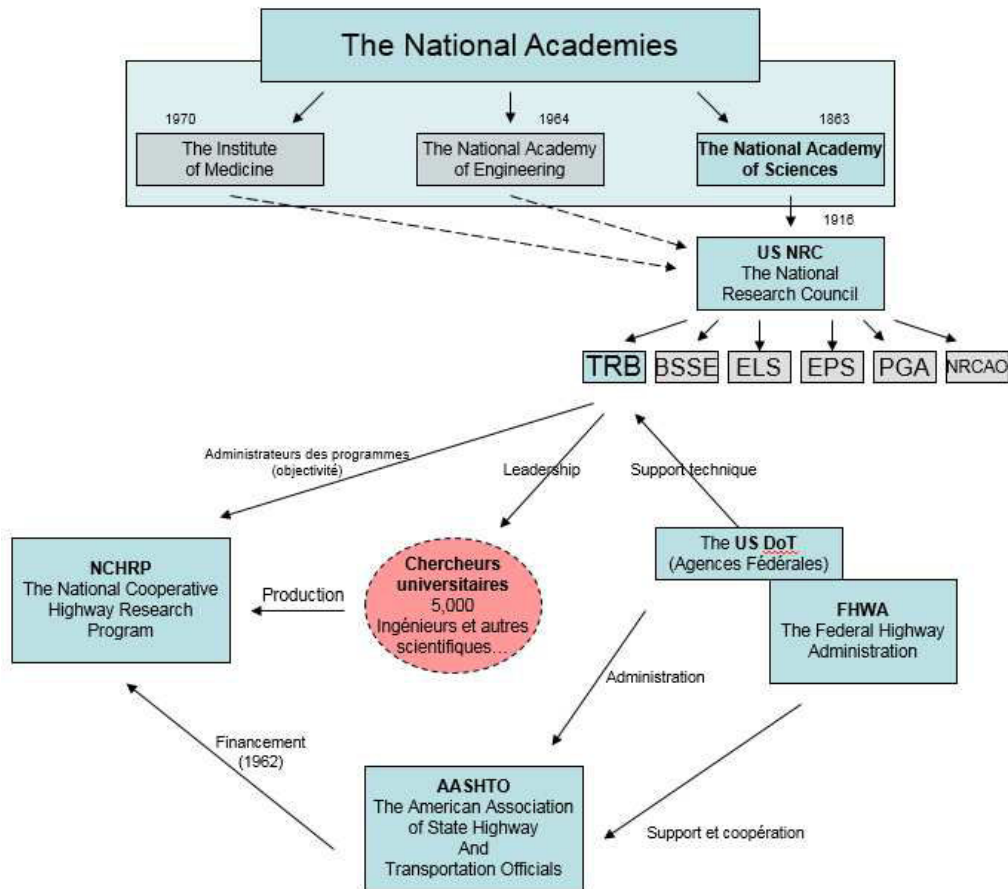 The National Academies
1970
The Institute
of Medicine
1964
The National Academy
of Engineering
1863
The National Academy
of Sciences
1916
US NRC
The National
Research Council
TRB
BSSE
ELS
EPS
PGA
NRCAO
Administrateurs des programmes
(objectivité)
Leadership
Support technique
NCHRP
The National Cooperative
Highway Research
Program
Production
Chercheurs
universitaires
5,000
Ingénieurs et autres
scientifiques...
The US DoT
(Agences Fédérales)
FHWA
The Federal Highway
Administration
Administration
Financement
(1962)
AASHTO
The American Association
of State Highway
And
Transportation Officials
Support et coopération